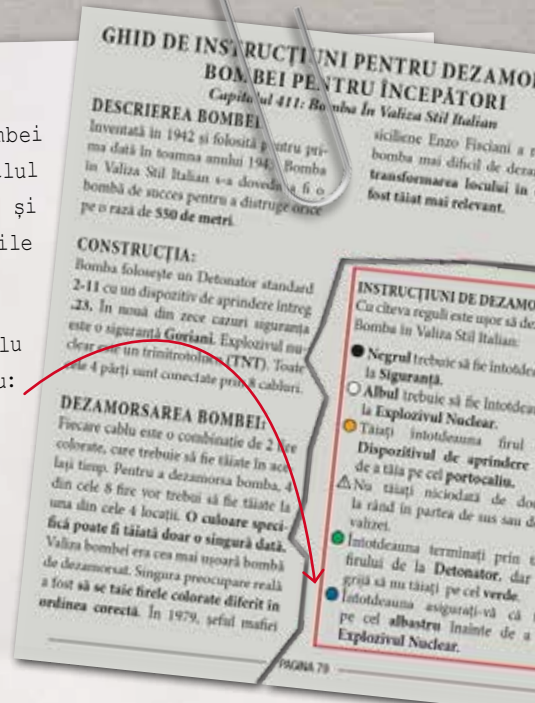 mbei
lul
și
ile
lu
u:
GHID DE INSTRUCȚIUNI PENTRU DEZAMO
BOMBEI PENTRU ÎNCEPĂTORI
Capitolul 411: Bomba În Valiza Stil Italian
DESCRIEREA BOMBEI
Inventată în 1942 și folosită pentru pri-
ma dată în toamna anului 194 Bomba
în Valiza Stil Italian s-a dovedit a fi o
bombă de succes pentru a distruge orice
pe o rază de 550 de metri.
CONSTRUCȚIA:
Bomba folosește un Detonator standard
2-11 cu un dispozitiv de aprindere întreg
.23. În nouă din zece cazuri siguranța
este o siguranță Goriani. Explozivul nu-
clear este un trinitrotoluen (TNT). Toate
cele 4 părți sunt conectate prin 8 cabluri.
DEZAMORSAREA BOMBEI:
Fiecare cablu este o combinație de 2 fire
colorate, care trebuie să fie tăiate în ace-
lași timp. Pentru a dezamorsa bomba, 4
din cele 8 fire vor trebui să fie tăiate la
una din cele 4 locații. O culoare speci-
fică poate fi tăiată doar o singură dată.
Valiza bombei era cea mai ușoară bombă
de dezamorsat. Singura preocupare reală
a fost să se taie firele colorate diferit în
ordinea corectă. În 1979, șeful mafiei
siciliene Enzo Fisciani a
bomba mai dificil de deza
transformarea locului în
fost tăiat mai relevant.
INSTRUCȚIUNI DE DEZAMO
Cu câteva reguli este ușor să de
Bomba în Valiza Stil Italian:
Negrul trebuie să fie întotdea
la Siguranță.
Albul trebuie să fie întotdea
la Explozivul Nuclear.
Tăiați întotdeauna firul
Dispozitivul de aprindere
de a tăia pe cel portocaliu.
Nu tăiați niciodată de do
la rând în partea de sus sau de
valizei.
Întotdeauna terminați prin
firului de la Detonator, dar
grijă să nu tăiați pe cel verde.
Întotdeauna asigurați-vă că
pe cel albastru înainte de a
Explozivul Nuclear.
PAGINA 79